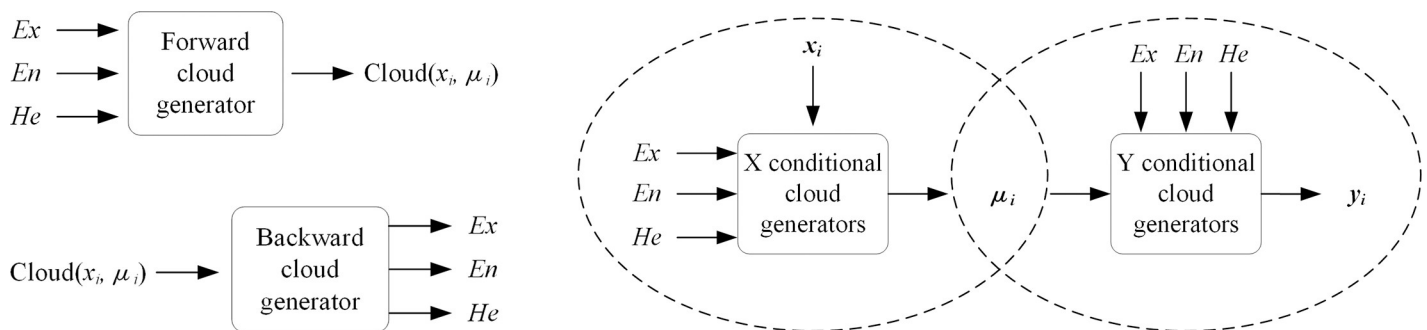 Ex
En
He
Forward
cloud
generator
Cloud(xi, μi)
Cloud(xi, μi)
Backward
cloud
generator
Ex
En
He
xi
Ex
En
He
X conditional
cloud
generators
μi
Ex En He
Y conditional
cloud
generators
yi